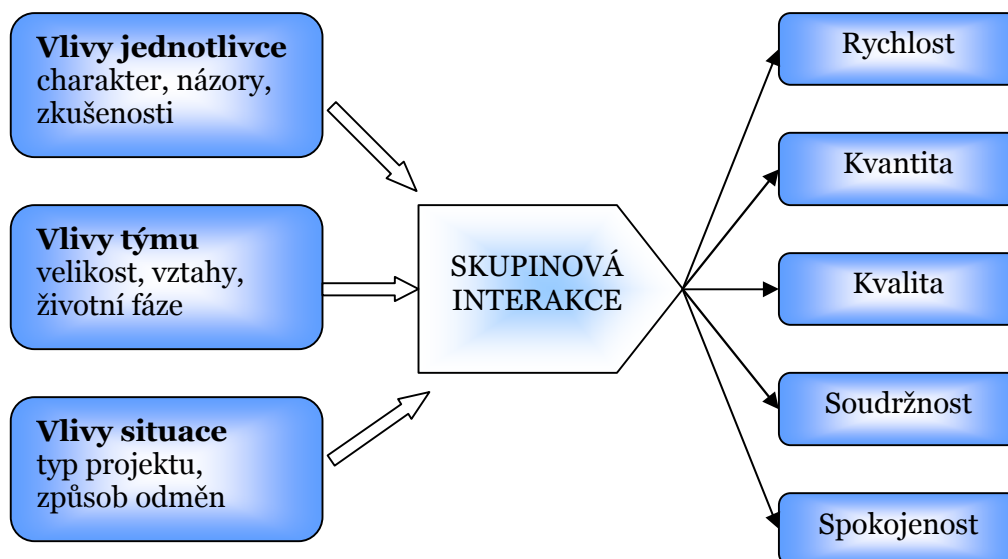 Vlivy jednotlivce
charakter, názory,
zkušenosti
Vlivy týmu
velikost, vztahy,
životní fáze
Vlivy situace
typ projektu,
způsob odměn
SKUPINOVÁ
INTERAKCE
Rychlost
Kvantita
Kvalita
Soudržnost
Spokojenost